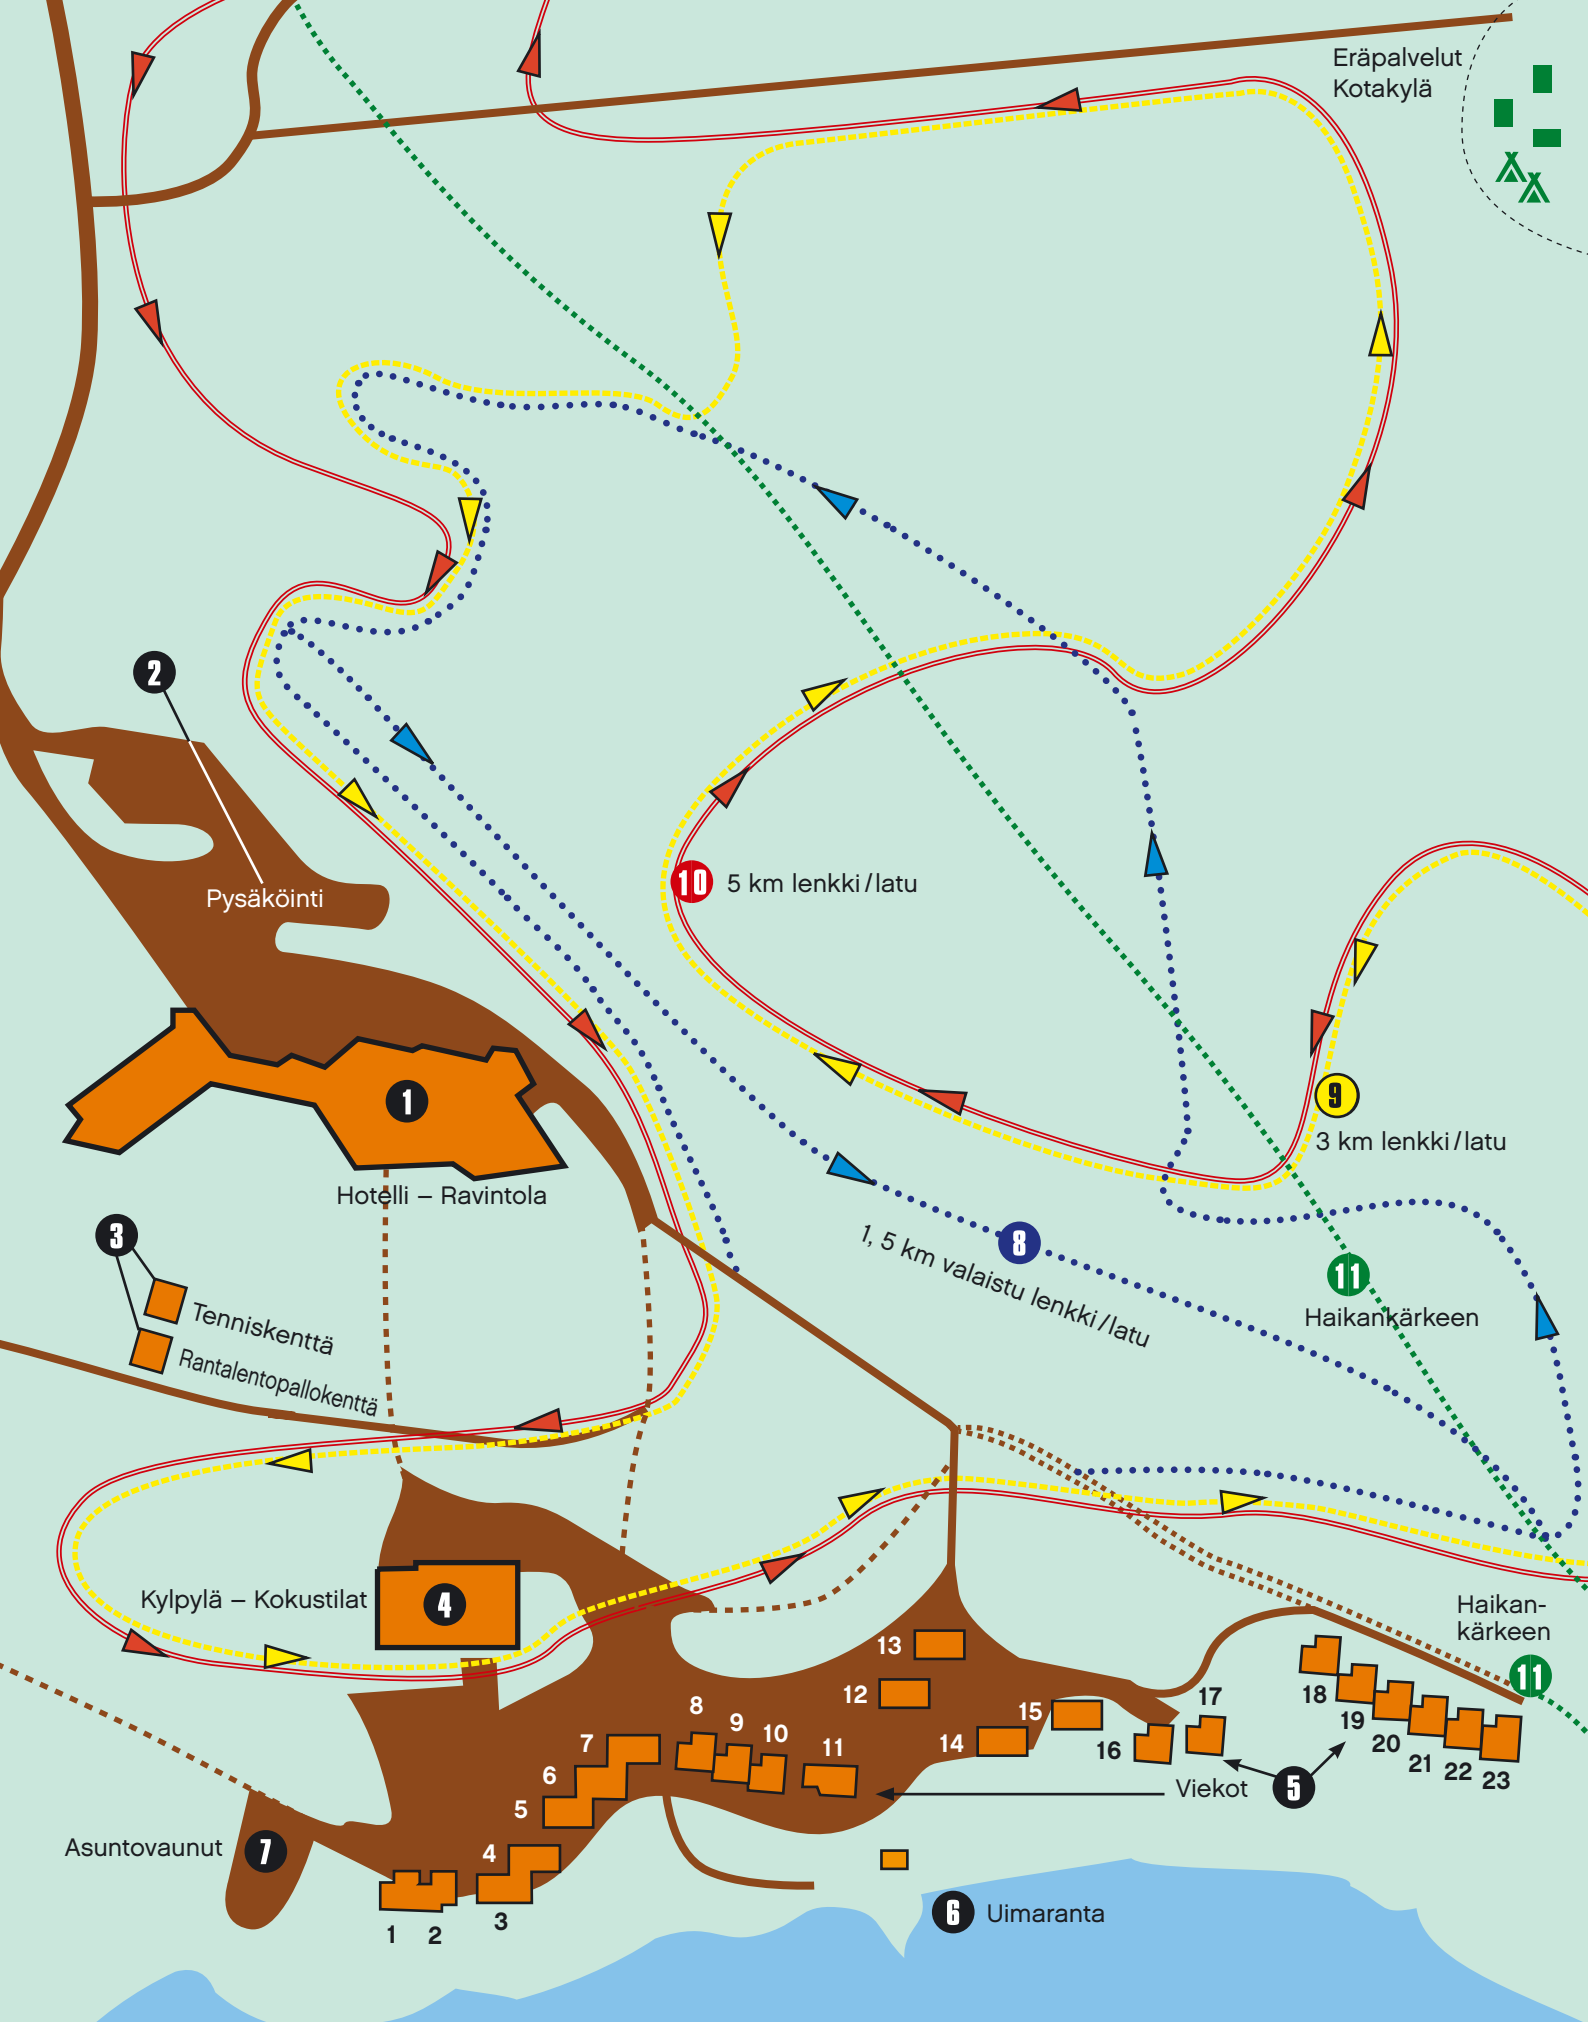 Eräpalvelut
Kotakylä
2
Pysäköinti
10 5 km lenkki/latu
9
3 km lenkki/latu
1
Hotelli – Ravintola
8
1, 5 km valaistu lenkki/latu
11
Haikankärkeen
3
Tenniskenttä
Rantalentopallokenttä
Kylpylä – Kokustilat 4
Haikan-
kärkeen
11
13
12
15
14
16
17
18
19
20
21
22
23
8
9
10
11
7
6
5
4
3
1
2
Viekot 5
Asuntovaunut 7
6 Uimaranta